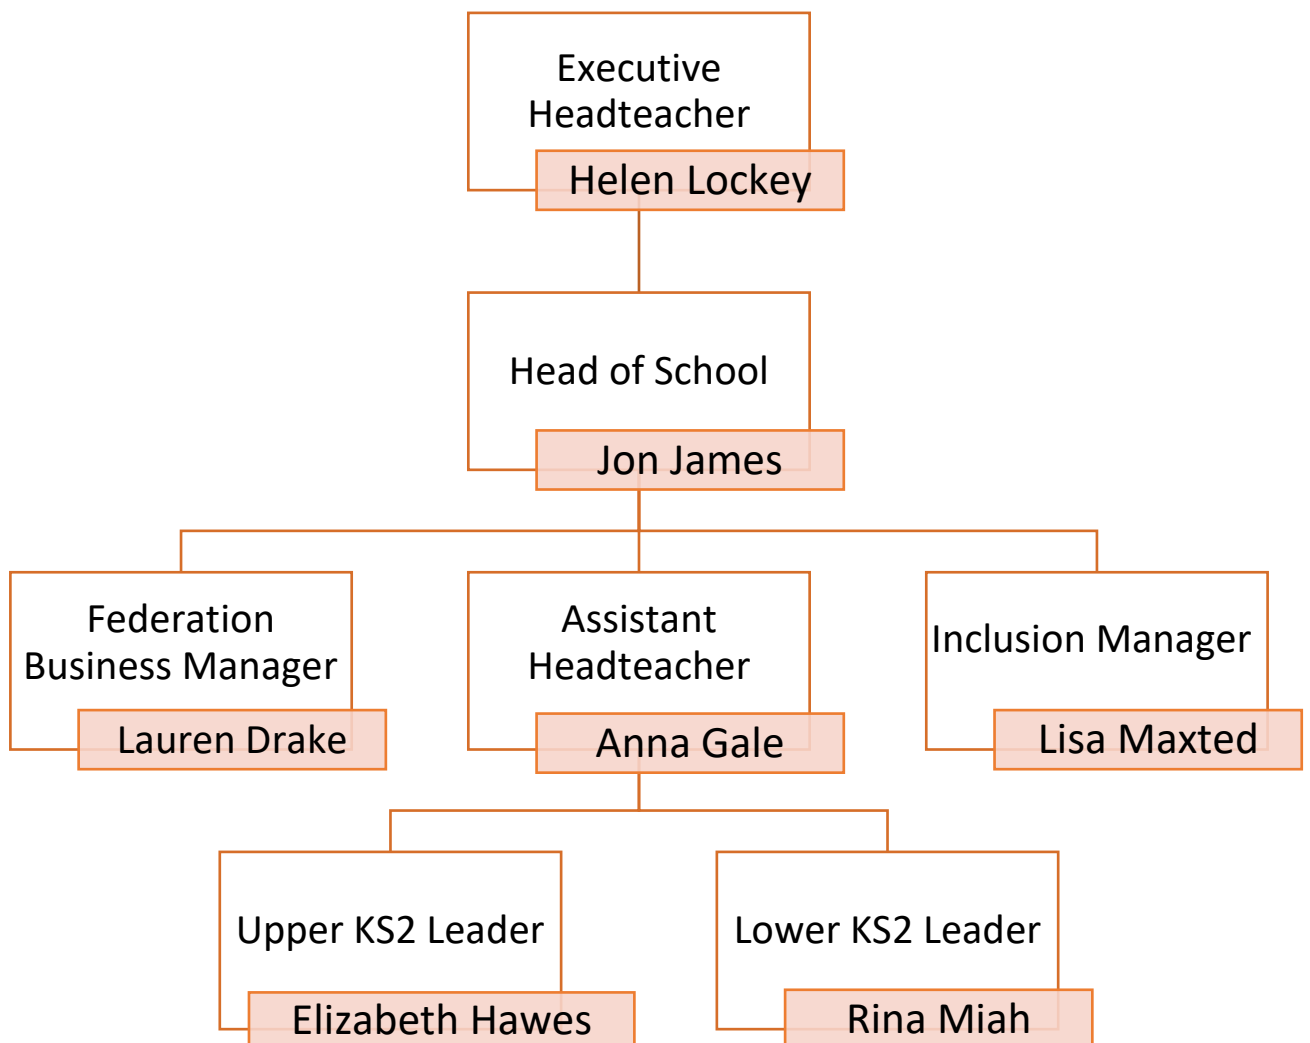 Executive
Headteacher
Helen Lockey
Head of School
Jon James
Federation
Business Manager
Lauren Drake
Assistant
Headteacher
Anna Gale
Inclusion Manager
Lisa Maxted
Upper KS2 Leader
Elizabeth Hawes
Lower KS2 Leader
Rina Miah